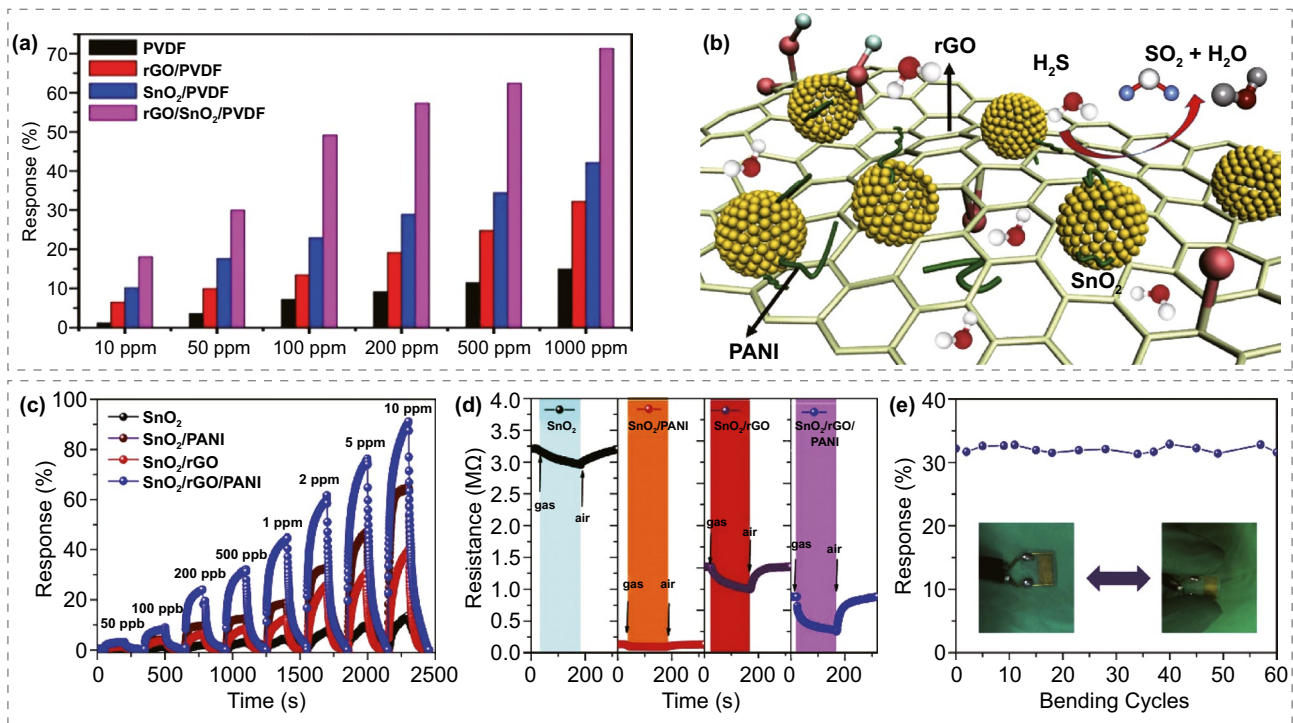 (a)
PVDF
rGO/PVDF
SnO₂/PVDF
rGO/SnO₂/PVDF
Response (%)
70
60
50
40
30
20
10
0
10 ppm 50 ppm 100 ppm 200 ppm 500 ppm 1000 ppm
(b)
rGO
H₂S
SO₂ + H₂O
SnO₂
PANI
(c)
SnO₂
SnO₂/PANI
SnO₂/rGO
SnO₂/rGO/PANI
50 ppb
100 ppb
200 ppb
500 ppb
1 ppm
2 ppm
5 ppm
10 ppm
Response (%)
100
80
60
40
20
0
0 500 1000 1500 2000 2500
Time (s)
(d)
Resistance (MΩ)
4.0
3.5
3.0
2.5
2.0
1.5
1.0
0.5
0.0
SnO₂
SnO₂/PANI
SnO₂/rGO
SnO₂/rGO/
PANI
gas
air
gas
air
gas
air
gas
air
0 200 0 200 0 200 0 200
Time (s)
(e)
Response (%)
40
30
20
10
0
0 10 20 30 40 50 60
Bending Cycles